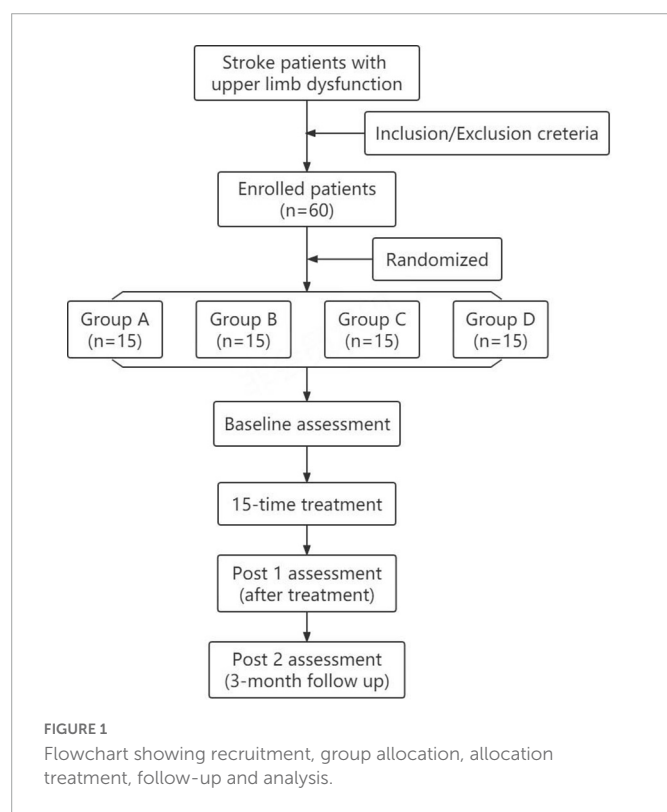 Stroke patients with
upper limb dysfunction
Inclusion/Exclusion creteria
Enrolled patients
(n=60)
Randomized
Group A
(n=15)
Group B
(n=15)
Group C
(n=15)
Group D
(n=15)
Baseline assessment
15-time treatment
Post 1 assessment
(after treatment)
Post 2 assessment
(3-month follow up)
FIGURE 1
Flowchart showing recruitment, group allocation, allocation
treatment, follow-up and analysis.